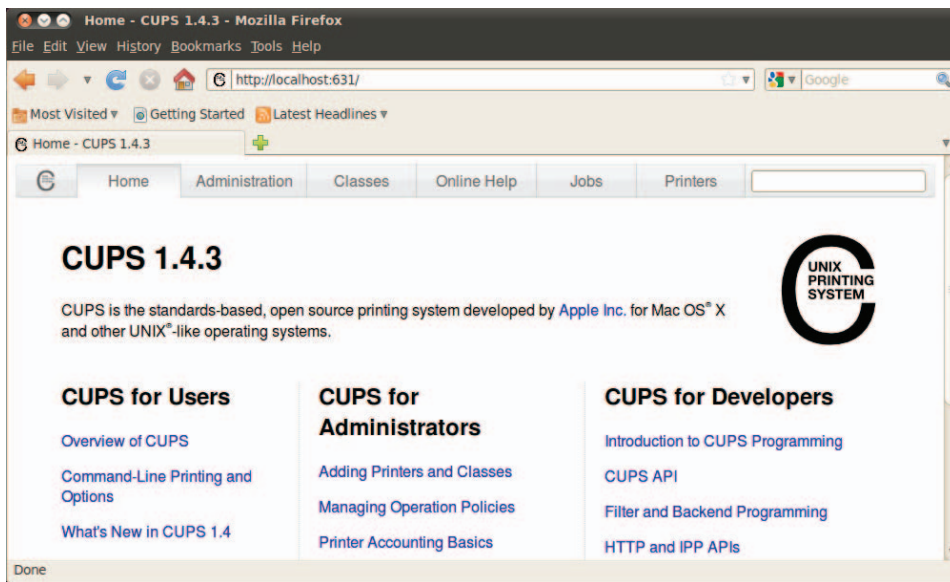 Home - CUPS 1.4.3 - Mozilla Firefox
File Edit View History Bookmarks Tools Help
http://localhost:631/
Google
Most Visited Getting Started Latest Headlines
Home - CUPS 1.4.3
Home Administration Classes Online Help Jobs Printers
CUPS 1.4.3
UNIX
PRINTING
SYSTEM
CUPS is the standards-based, open source printing system developed by Apple Inc. for Mac OS® X
and other UNIX®-like operating systems.
CUPS for Users
Overview of CUPS
Command-Line Printing and
Options
What's New in CUPS 1.4
CUPS for
Administrators
Adding Printers and Classes
Managing Operation Policies
Printer Accounting Basics
CUPS for Developers
Introduction to CUPS Programming
CUPS API
Filter and Backend Programming
HTTP and IPP APIs
Done